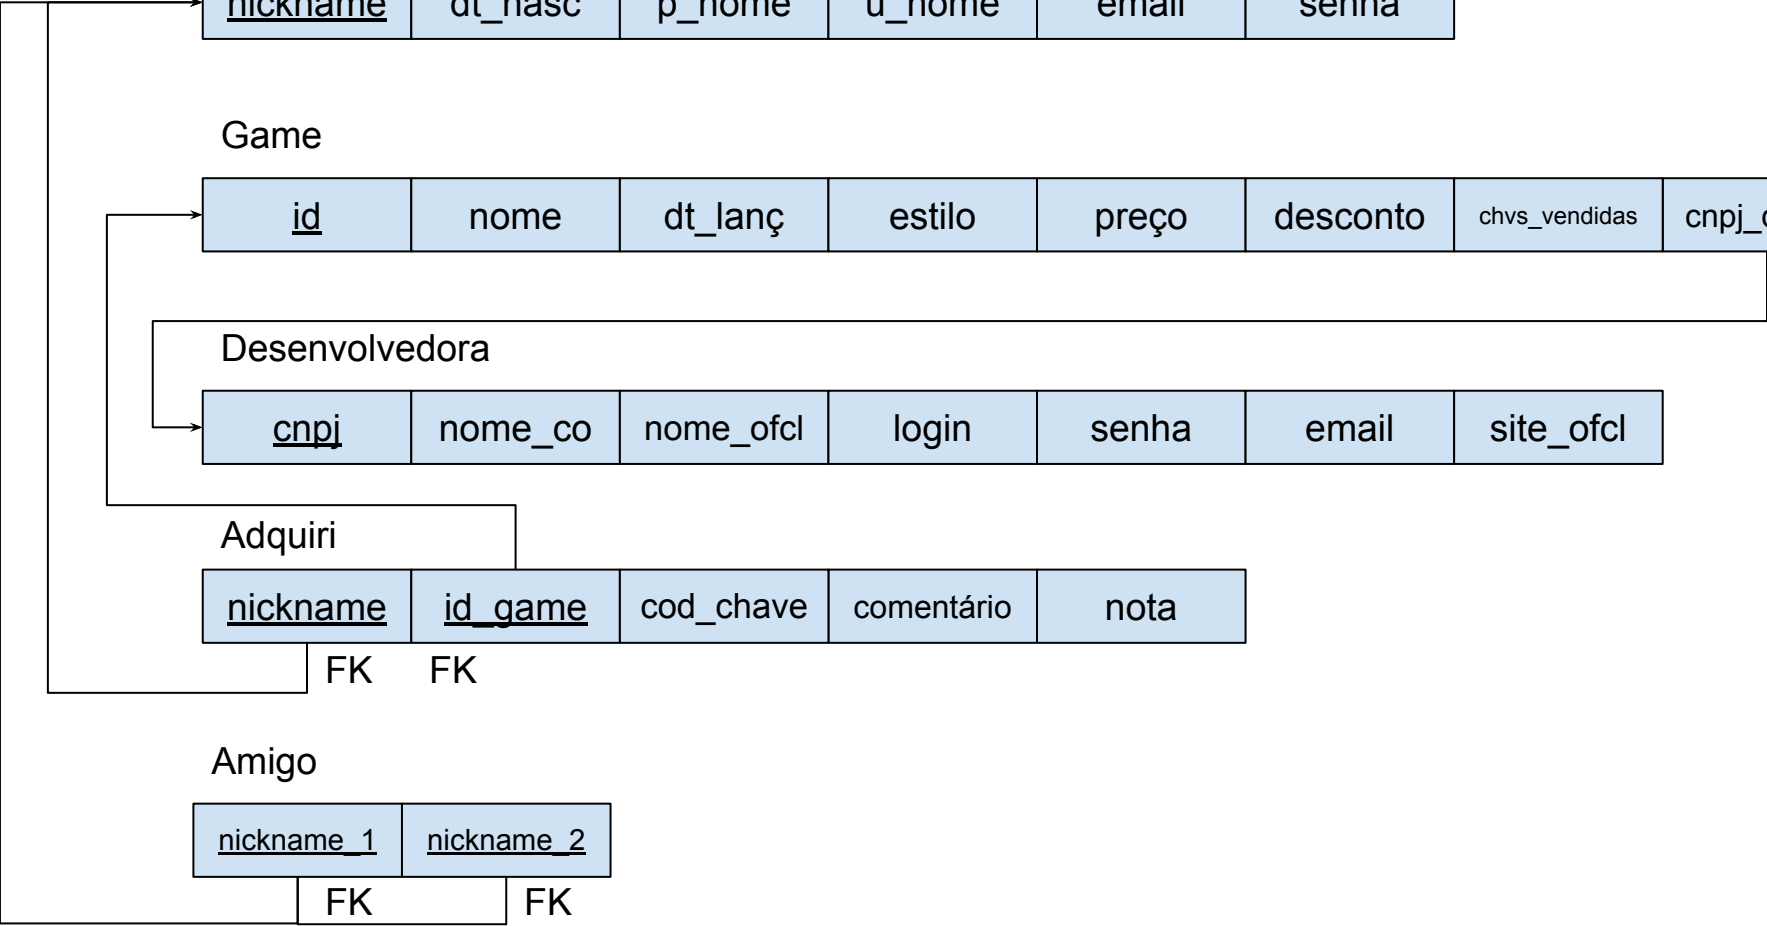 nickname dt_nasc p_nome u_nome email senha
Game
id nome dt_lanç estilo preço desconto chvs_vendidas cnpj_
Desenvolvedora
cnpj nome_co nome_ofcl login senha email site_ofcl
Adquiri
nickname id_game cod_chave comentário nota
FK FK
Amigo
nickname_1 nickname_2
FK FK